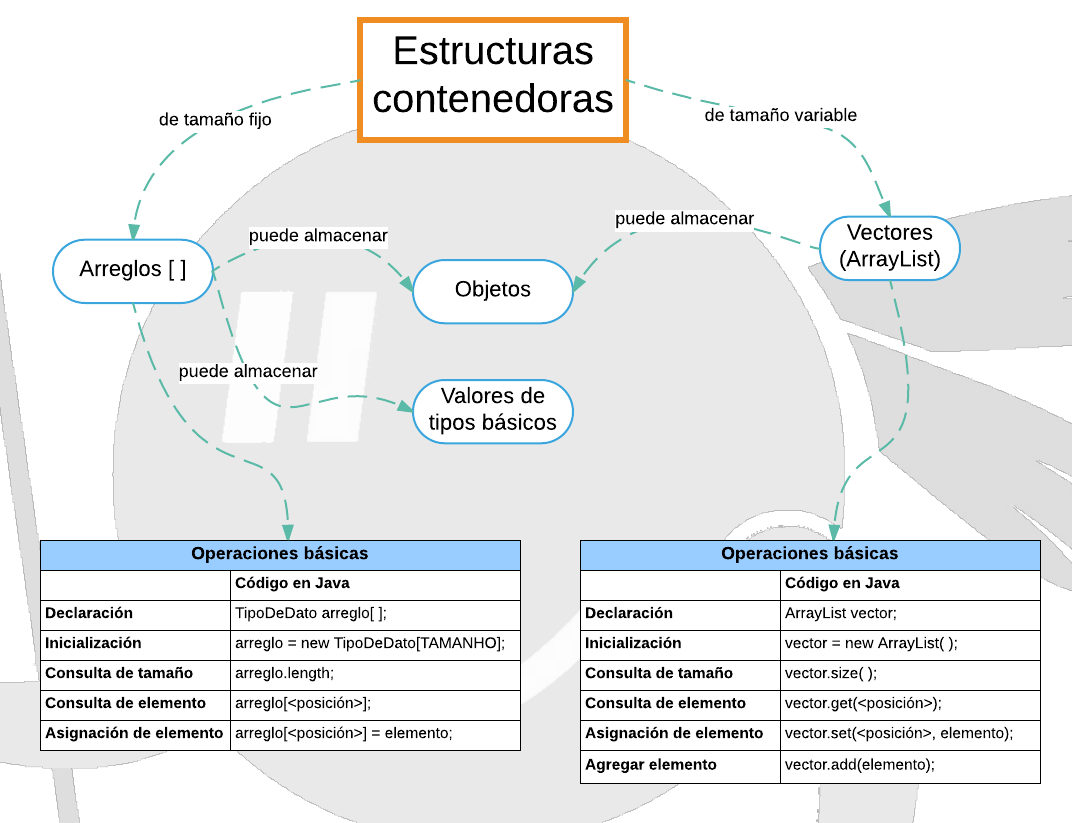 Estructuras
contenedoras
de tamaño fijo
de tamaño variable
puede almacenar
puede almacenar
Arreglos [ ]
Vectores
(ArrayList)
Objetos
puede almacenar
Valores de
tipos básicos
Operaciones básicas
Código en Java
Declaración TipoDeDato arreglo[ ];
Inicialización arreglo = new TipoDeDato[TAMANHO];
Consulta de tamaño arreglo.length;
Consulta de elemento arreglo[<posición>];
Asignación de elemento arreglo[<posición>] = elemento;
Operaciones básicas
Código en Java
Declaración ArrayList vector;
Inicialización vector = new ArrayList( );
Consulta de tamaño vector.size( );
Consulta de elemento vector.get(<posición>);
Asignación de elemento vector.set(<posición>, elemento);
Agregar elemento vector.add(elemento);